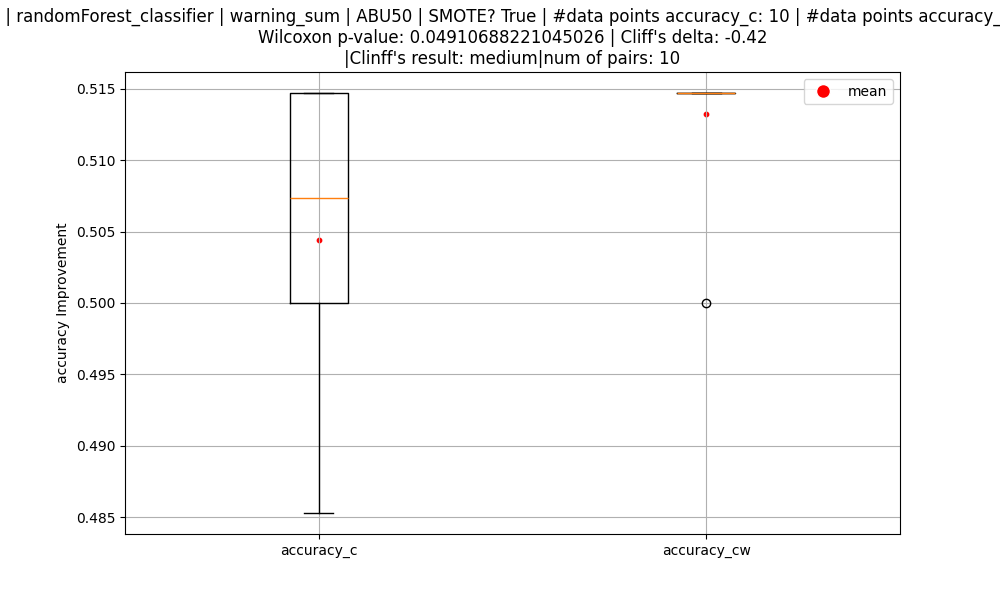 | randomForest_classifier | warning_sum | ABU50 | SMOTE? True | #data points accuracy_c: 10 | #data points accuracy_
Wilcoxon p-value: 0.04910688221045026 | Cliff's delta: -0.42
|Clinff's result: medium|num of pairs: 10
mean
0.515
0.510
0.505
0.500
0.495
0.490
0.485
accuracy Improvement
accuracy_c
accuracy_cw